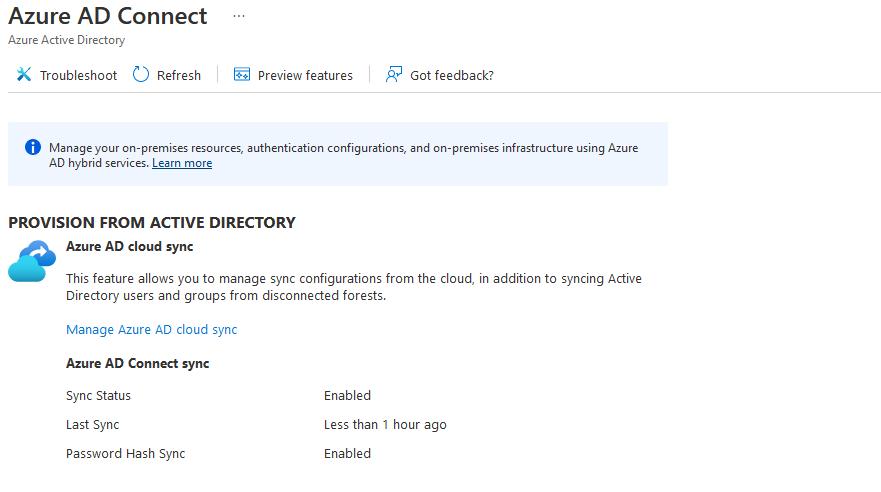 Azure AD Connect ...
Azure Active Directory
Troubleshoot Refresh Preview features Got feedback?
Manage your on-premises resources, authentication configurations, and on-premises infrastructure using Azure
AD hybrid services. Learn more
PROVISION FROM ACTIVE DIRECTORY
Azure AD cloud sync
This feature allows you to manage sync configurations from the cloud, in addition to syncing Active
Directory users and groups from disconnected forests.
Manage Azure AD cloud sync
Azure AD Connect sync
Sync Status Enabled
Last Sync Less than 1 hour ago
Password Hash Sync Enabled